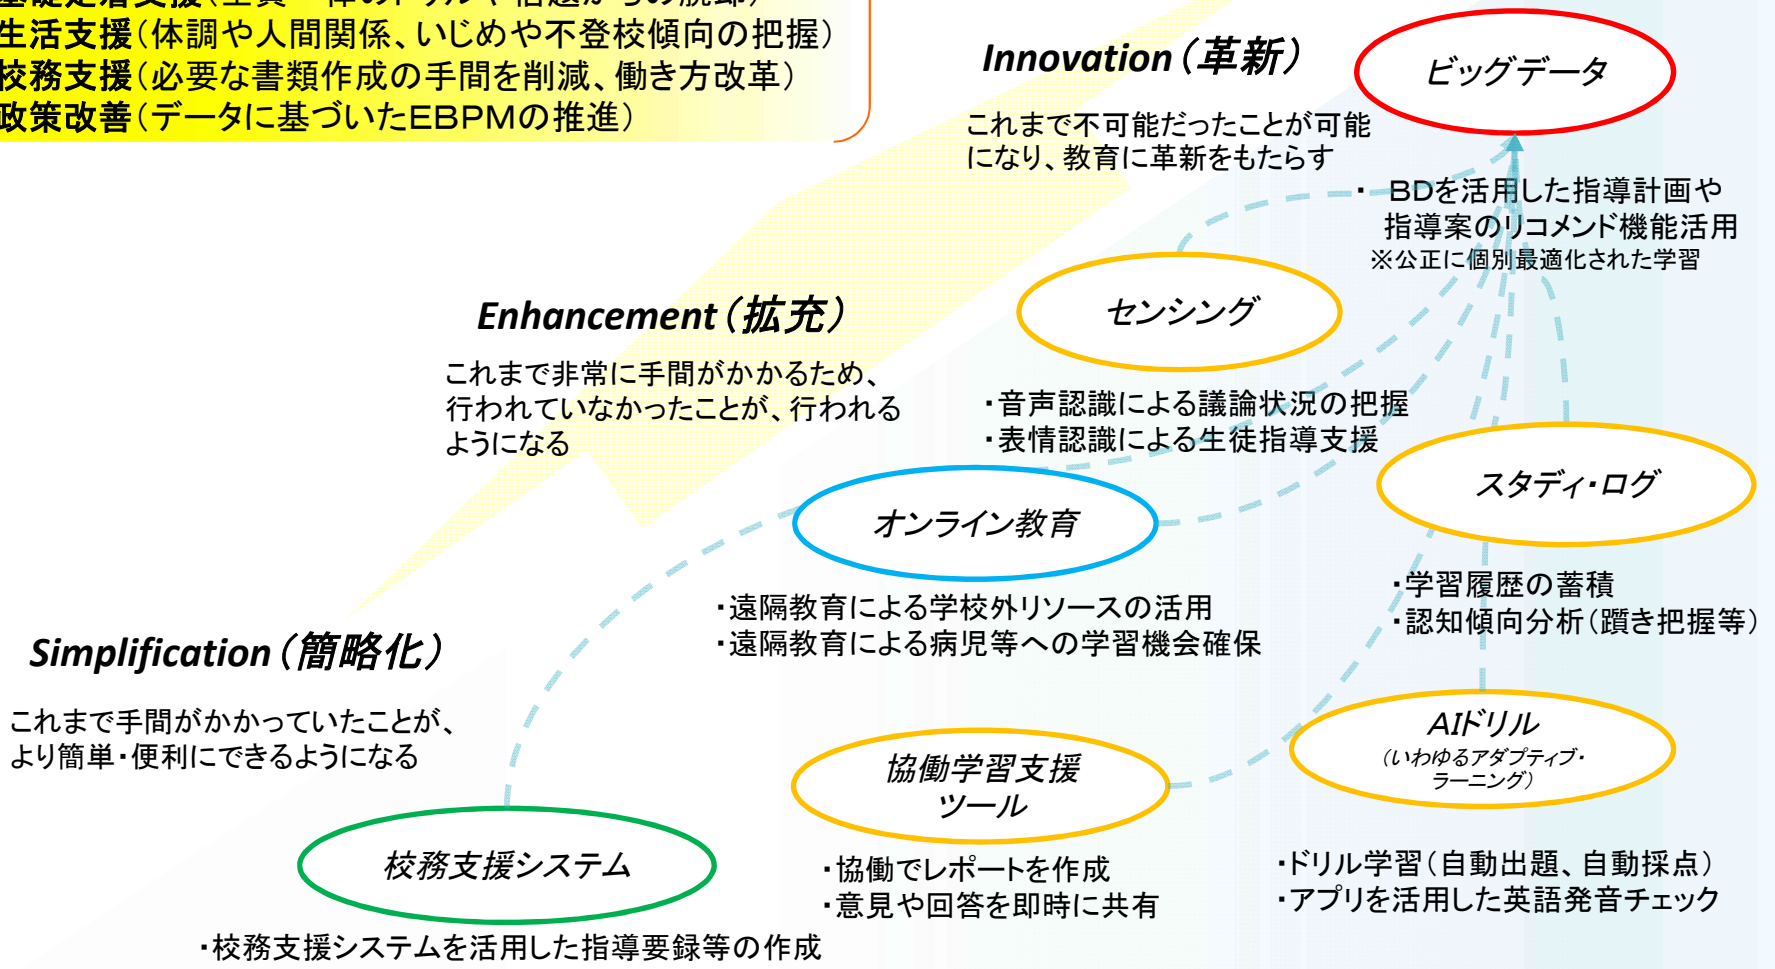 生活支援（体調や人間関係、いじめや不登校傾向の把握）
校務支援（必要な書類作成の手間を削減、働き方改革）
政策改善（データに基づいたＥＢＰＭの推進）
Innovation（革新）
これまで不可能だったことが可能
になり、教育に革新をもたらす
ビッグデータ
・ ＢＤを活用した指導計画や
指導案のリコメンド機能活用
※公正に個別最適化された学習
Enhancement（拡充）
これまで非常に手間がかかるため、
行われていなかったことが、行われる
ようになる
センシング
・音声認識による議論状況の把握
・表情認識による生徒指導支援
スタディ・ログ
・学習履歴の蓄積
・認知傾向分析（躓き把握等）
オンライン教育
・遠隔教育による学校外リソースの活用
・遠隔教育による病児等への学習機会確保
Simplification（簡略化）
これまで手間がかかっていたことが、
より簡単・便利にできるようになる
AIドリル
（いわゆるアダプティブ・
ラーニング）
・ドリル学習（自動出題、自動採点）
・アプリを活用した英語発音チェック
協働学習支援
ツール
・協働でレポートを作成
・意見や回答を即時に共有
校務支援システム
・校務支援システムを活用した指導要録等の作成